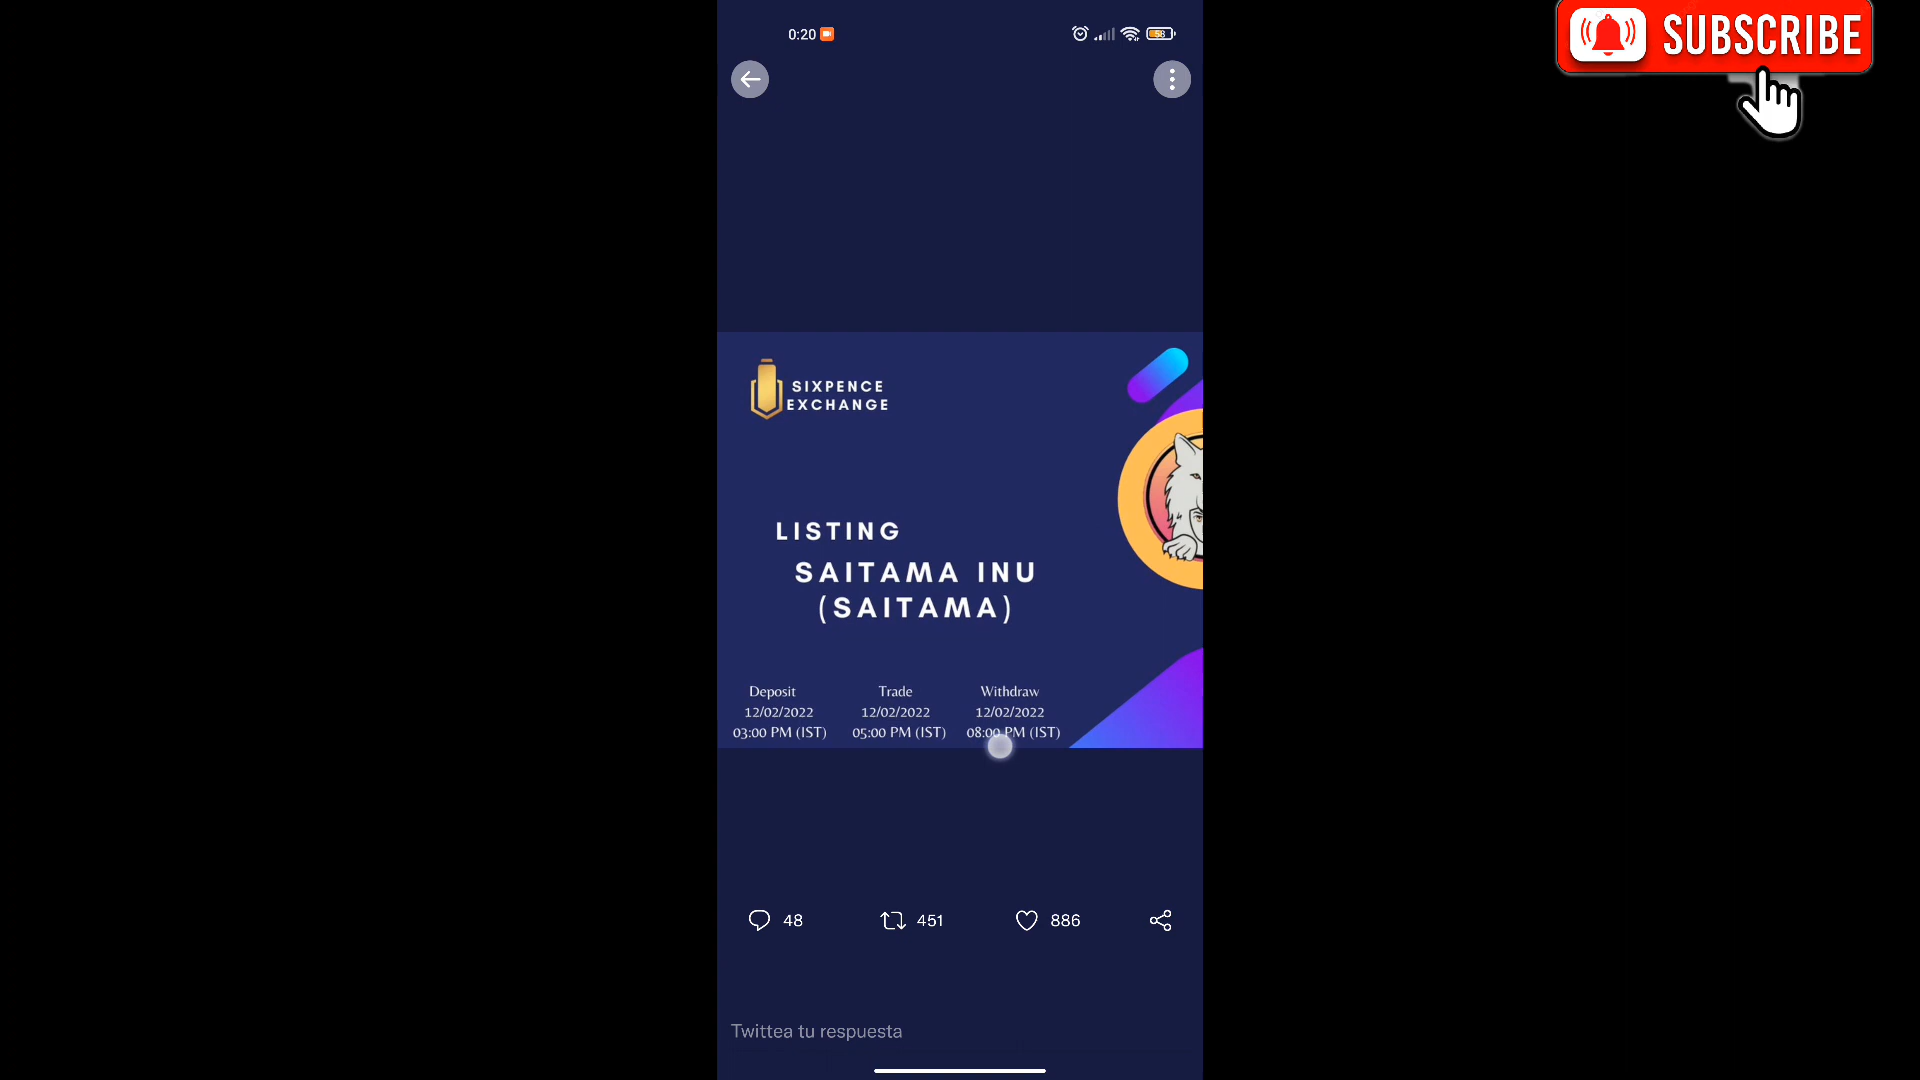 0:20
58
SUBSCRIBE
SIXPENCE
EXCHANGE
LISTING
SAITAMA INU
(SAITAMA)
Deposit
12/02/2022
03:00 PM (IST)
Trade
12/02/2022
05:00 PM (IST)
Withdraw
12/02/2022
08:00 PM (IST)
48
451
886
Twittea tu respuesta